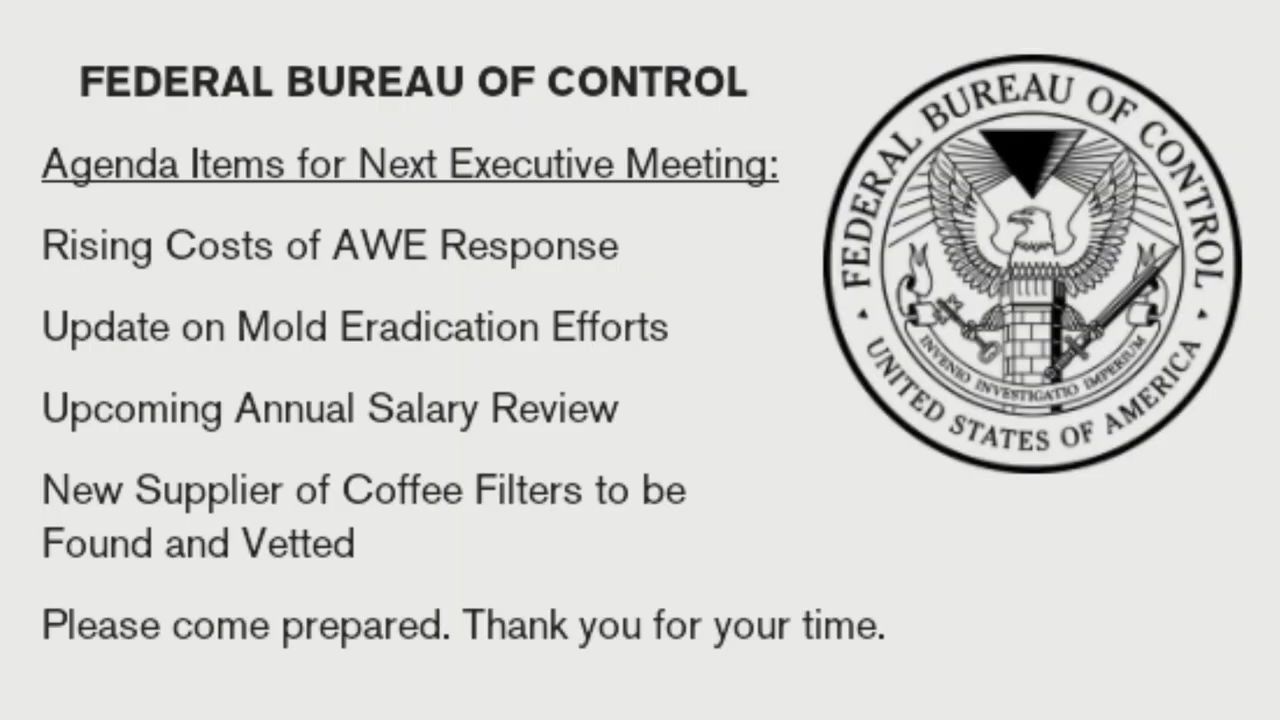 FEDERAL BUREAU OF CONTROL
Agenda Items for Next Executive Meeting:
Rising Costs of AWE Response
Update on Mold Eradication Efforts
Upcoming Annual Salary Review
New Supplier of Coffee Filters to be
Found and Vetted
Please come prepared. Thank you for your time.
FEDERAL BUREAU OF CONTROL
INVENIO INVESTIGATIO IMPERIUM
UNITED STATES OF AMERICA